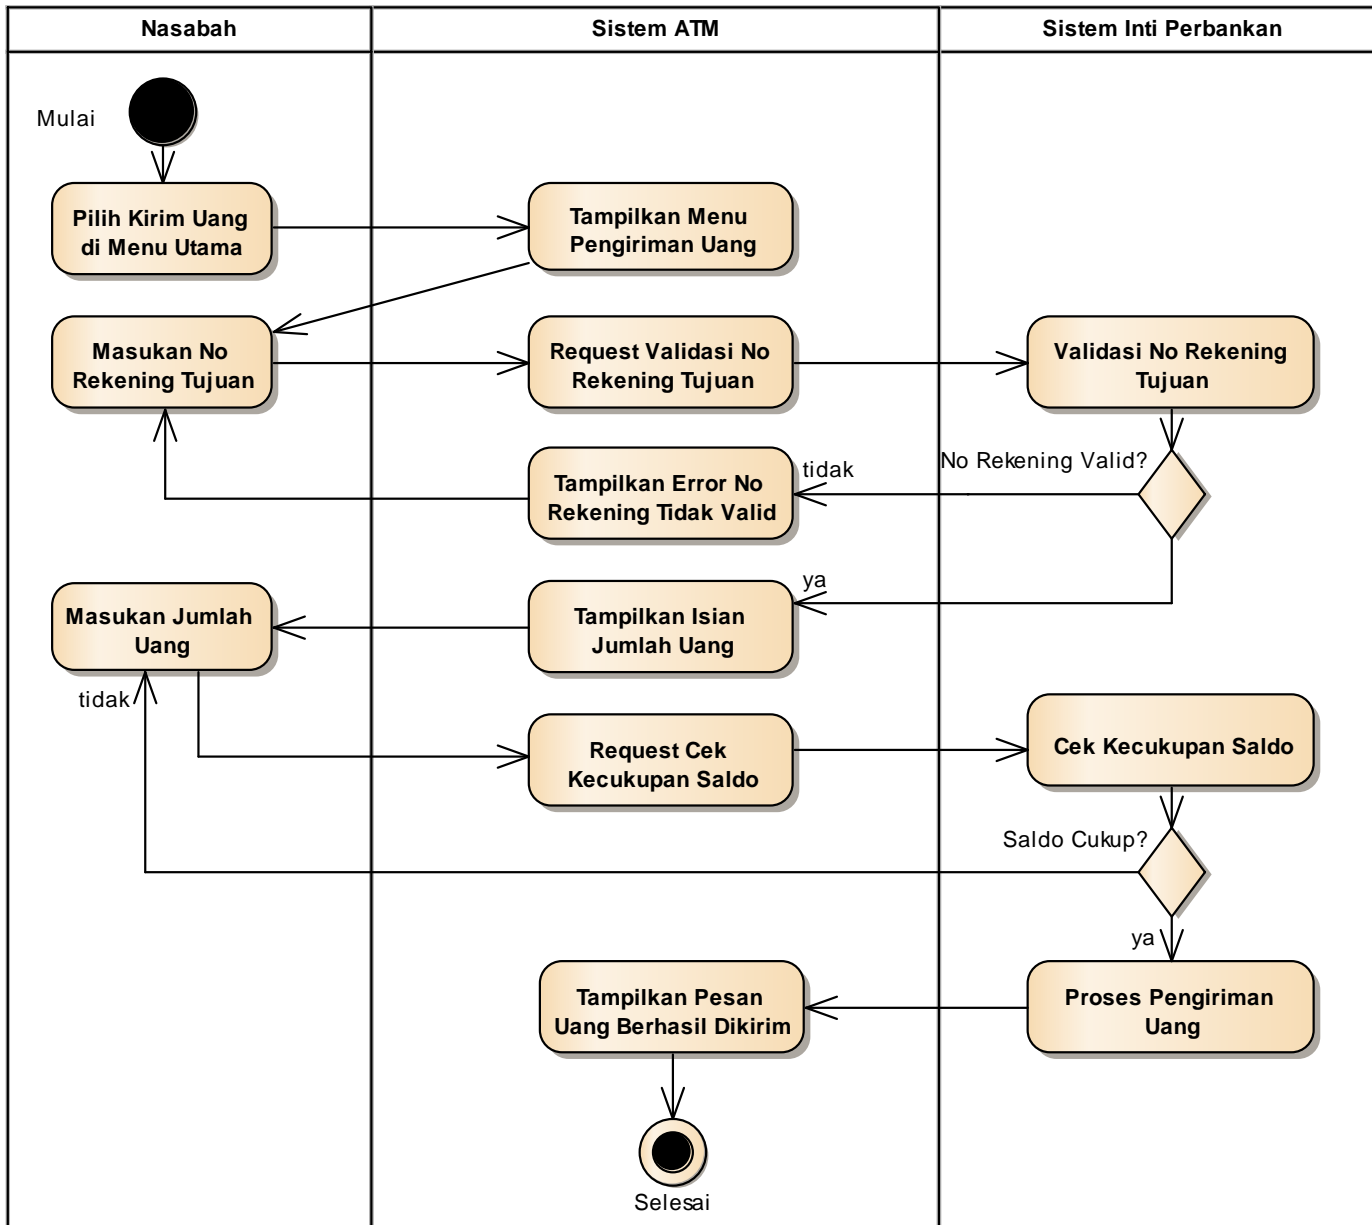 Nasabah
Sistem ATM
Sistem Inti Perbankan
Mulai
Pilih Kirim Uang
di Menu Utama
Tampilkan Menu
Pengiriman Uang
Masukan No
Rekening Tujuan
Request Validasi No
Rekening Tujuan
Validasi No Rekening
Tujuan
No Rekening Valid?
tidak
Tampilkan Error No
Rekening Tidak Valid
ya
Tampilkan Isian
Jumlah Uang
Masukan Jumlah
Uang
tidak
Request Cek
Kecukupan Saldo
Cek Kecukupan Saldo
Saldo Cukup?
ya
Proses Pengiriman
Uang
Tampilkan Pesan
Uang Berhasil Dikirim
Selesai